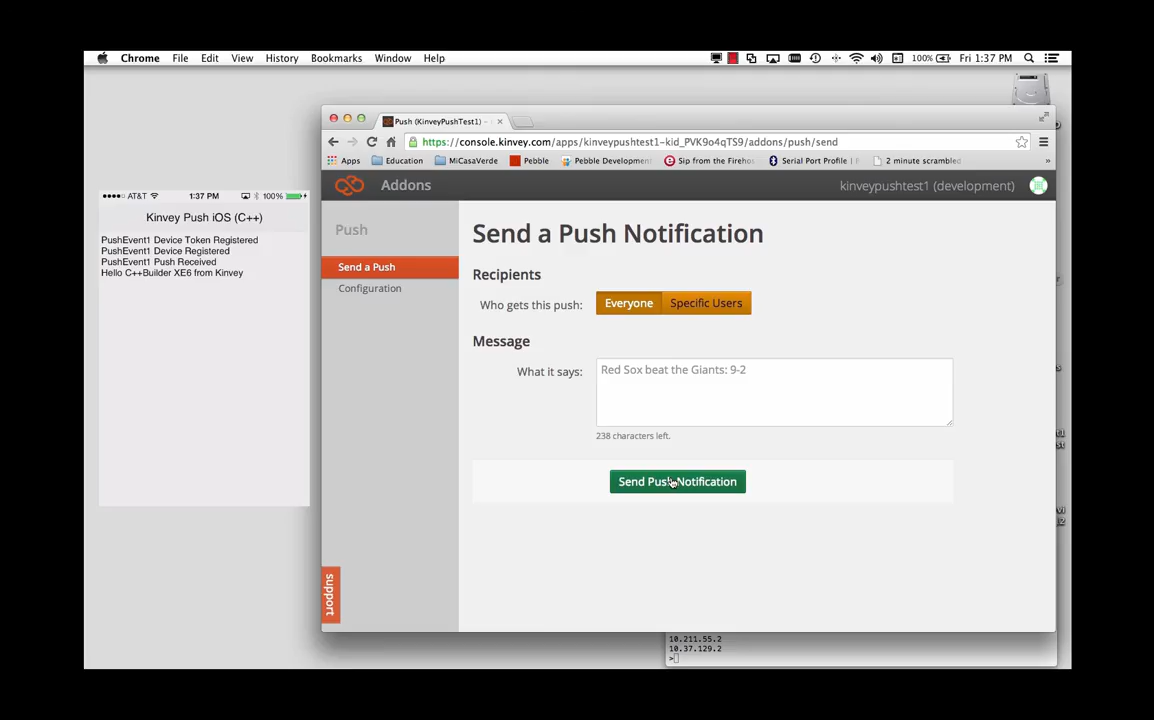 Chrome File Edit View History Bookmarks Window Help 100% Fri 1:37 PM
Push (KinveyPushTest1) –
https://console.kinvey.com/apps/kinveypushtest1-kid_PVK9o4qTS9/addons/push/send
Apps Education MiCasaVerde Pebble Pebble Development Sip from the Fireho Serial Port Profile | 2 minute scrambled »
AT&T 1:37 PM 100%
Kinvey Push iOS (C++)
PushEvent1 Device Token Registered
PushEvent1 Device Registered
PushEvent1 Push Received
Hello C++Builder XE6 from Kinvey
Addons kinveypushtest1 (development)
Push
Send a Push
Configuration
support
Send a Push Notification
Recipients
Who gets this push: Everyone Specific Users
Message
What it says: Red Sox beat the Giants: 9-2
238 characters left.
Send Push Notification
10.211.55.2
10.37.129.2
>